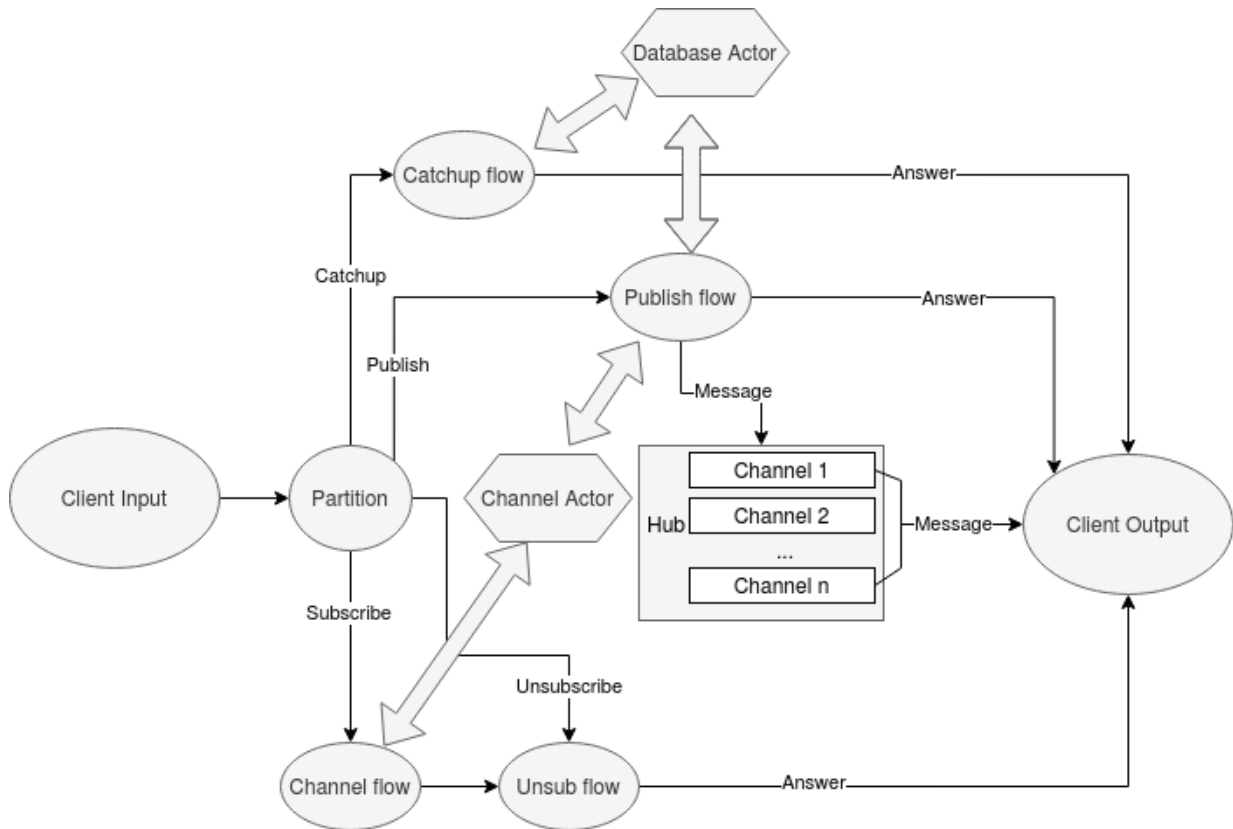 Database Actor
Catchup flow
Answer
Catchup
Publish flow
Answer
Publish
Message
Client Input
Partition
Channel Actor
Hub
Channel 1
Channel 2
...
Channel n
Message
Client Output
Subscribe
Unsubscribe
Channel flow
Unsub flow
Answer